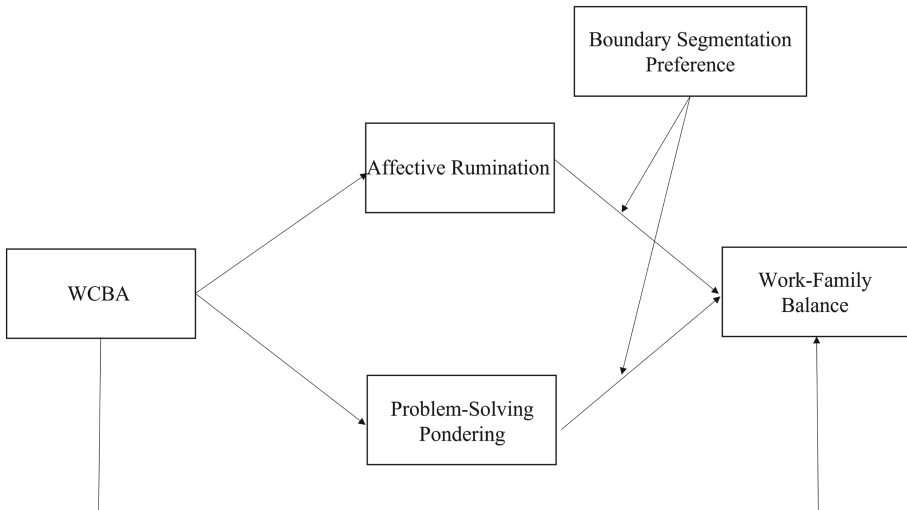 Boundary Segmentation
Preference
Affective Rumination
WCBA
Work-Family
Balance
Problem-Solving
Pondering